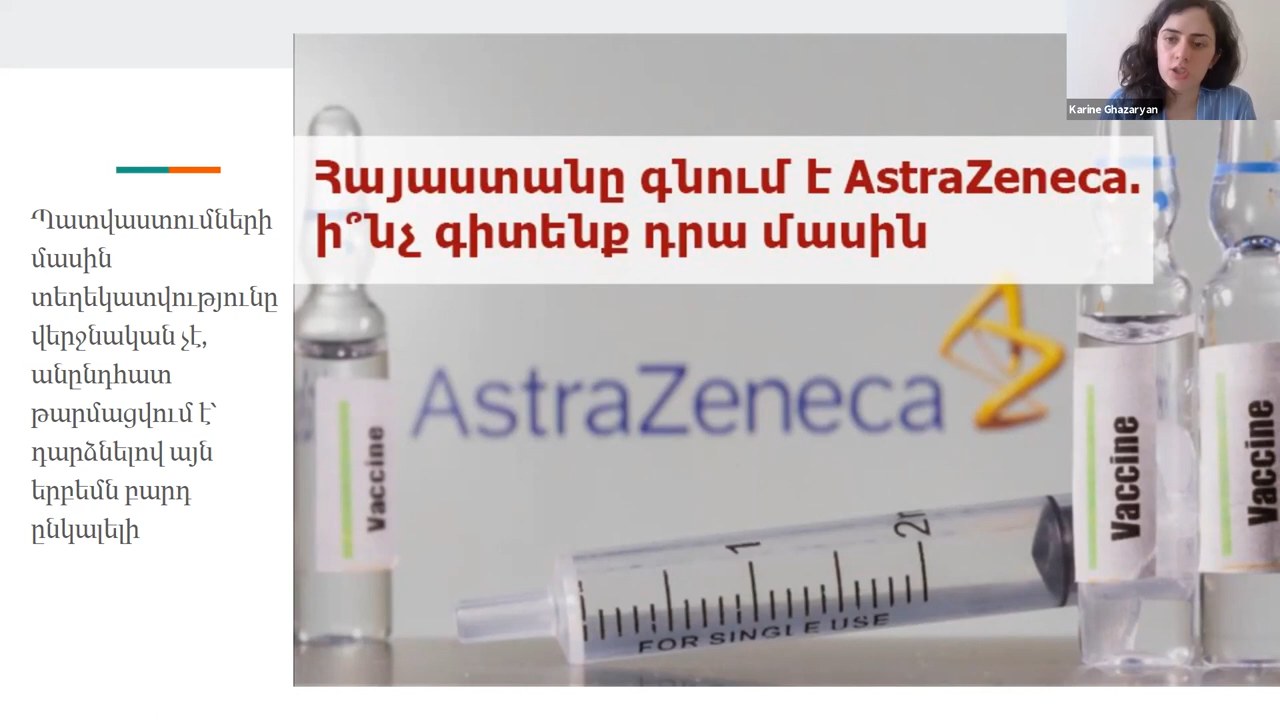 Karine Ghazaryan
Հայաստանը գնում է AstraZeneca.
ի՞նչ գիտենք դրա մասին
Պատվաստումների
մասին
տեղեկատվությունը
վերջնական չէ,
անընդհատ
թարմացվում է՝
դարձնելով այն
երբեմն բարդ
ընկալելի
AstraZeneca
Vaccine
Vaccine
Vaccine
1
FOR SINGLE USE